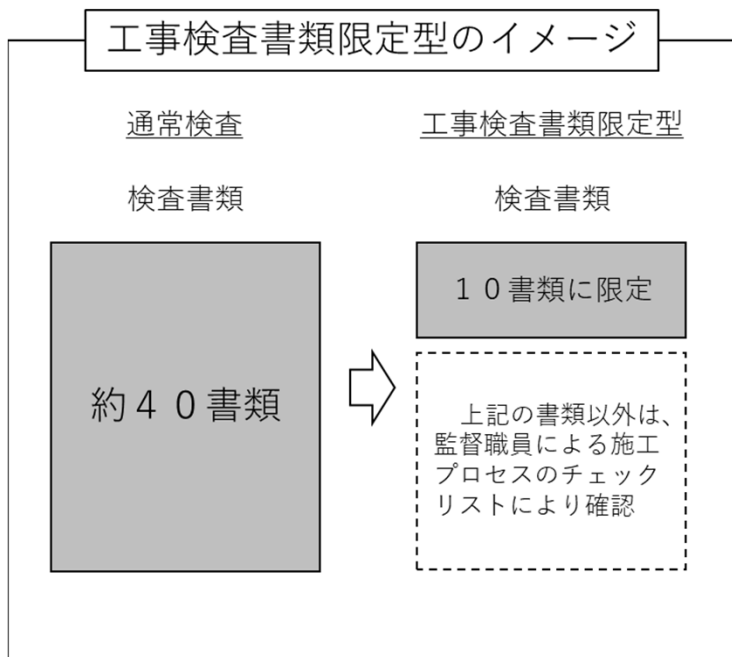 工事検査書類限定型のイメージ
通常検査
工事検査書類限定型
検査書類
検査書類
約４０書類
１０書類に限定
上記の書類以外は、
監督職員による施工
プロセスのチェック
リストにより確認